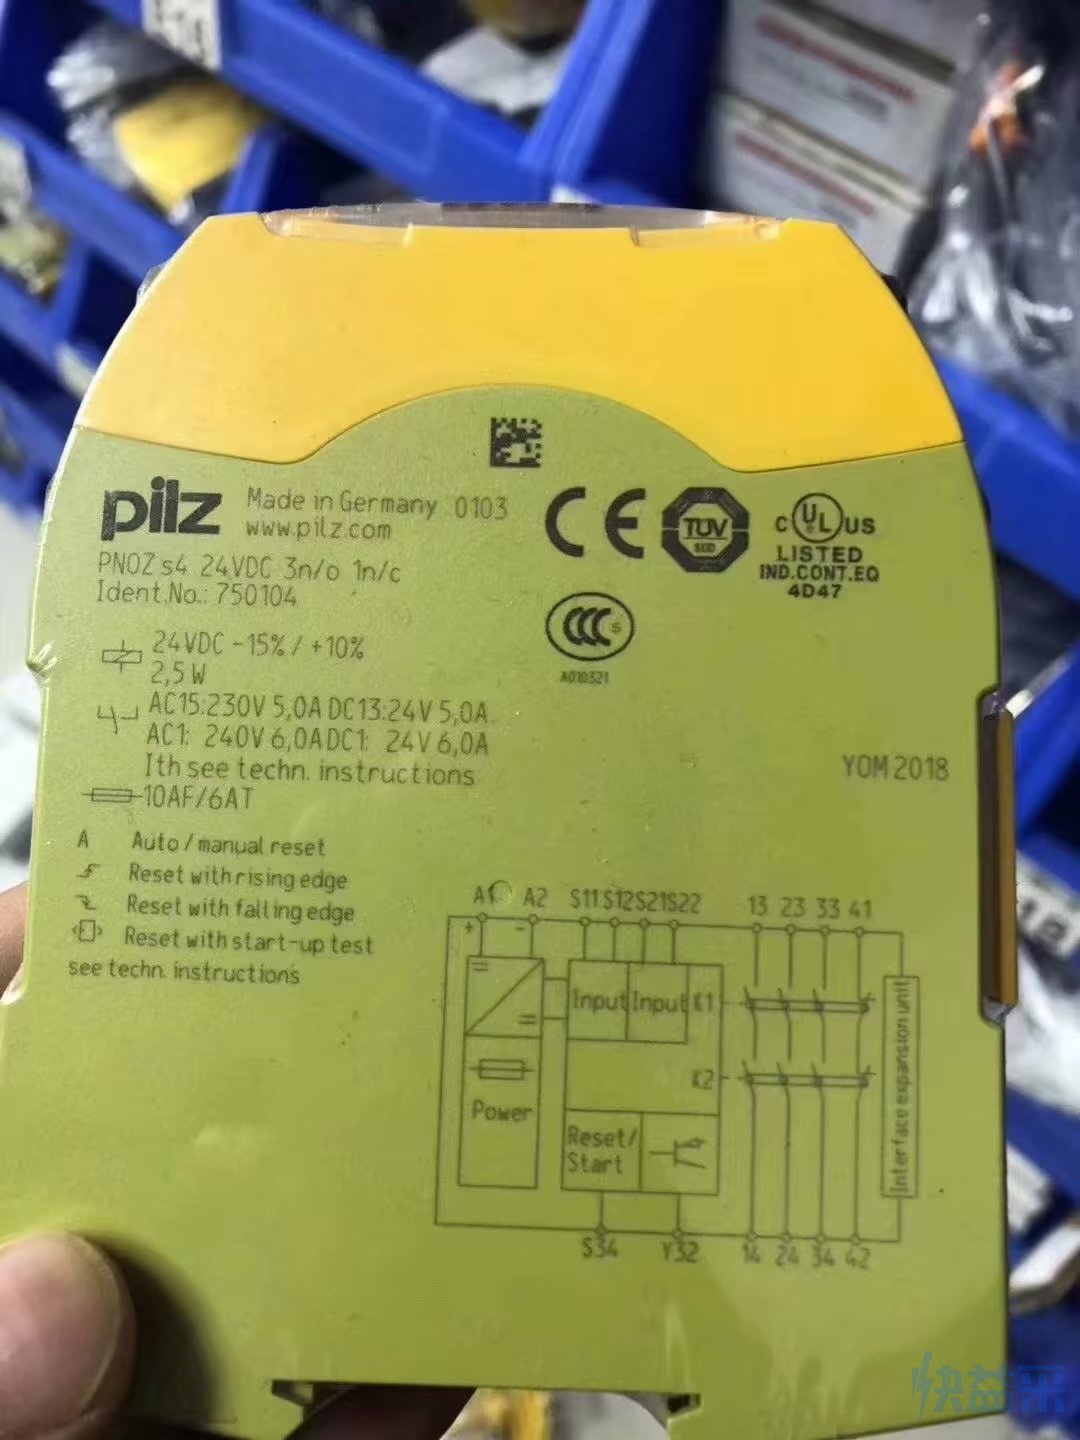 pilz Made in Germany 0103
www.pilz.com
PNOZ s4 24VDC 3n/o 1n/c
Ident.No.: 750104
24VDC -15% / +10%
2,5 W
AC15:230V 5,0A DC13:24V 5,0A
AC1: 240V 6,0A DC1: 24V 6,0A
Ith see techn. instructions
10AF/6AT
A Auto / manual reset
Reset with rising edge
Reset with falling edge
Reset with start-up test
see techn. instructions
CE
TÜV
SÜD
C UL US
LISTED
IND.CONT.EQ
4D47
CCC S
A010321
YOM 2018
A1 A2 S11 S12 S21 S22 13 23 33 41
+ -
Input Input K1
K2
Power
Reset/
Start
Interface expansion unit
S34 Y32 14 24 34 42
快益采